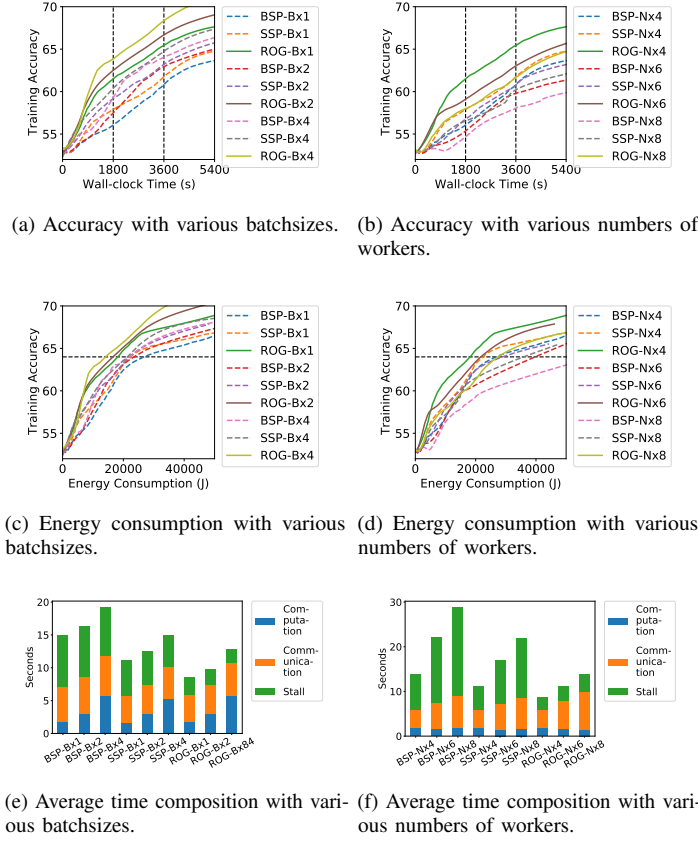 70
65
60
55
Training Accuracy
0 1800 3600 5400
Wall-clock Time (s)
BSP-Bx1
SSP-Bx1
ROG-Bx1
BSP-Bx2
SSP-Bx2
ROG-Bx2
BSP-Bx4
SSP-Bx4
ROG-Bx4
70
65
60
55
Training Accuracy
0 1800 3600 5400
Wall-clock Time (s)
BSP-Nx4
SSP-Nx4
ROG-Nx4
BSP-Nx6
SSP-Nx6
ROG-Nx6
BSP-Nx8
SSP-Nx8
ROG-Nx8
(a) Accuracy with various batchsizes.
(b) Accuracy with various numbers of
workers.
70
65
60
55
Training Accuracy
0 20000 40000
Energy Consumption (J)
BSP-Bx1
SSP-Bx1
ROG-Bx1
BSP-Bx2
SSP-Bx2
ROG-Bx2
BSP-Bx4
SSP-Bx4
ROG-Bx4
70
65
60
55
Training Accuracy
0 20000 40000
Energy Consumption (J)
BSP-Nx4
SSP-Nx4
ROG-Nx4
BSP-Nx6
SSP-Nx6
ROG-Nx6
BSP-Nx8
SSP-Nx8
ROG-Nx8
(c) Energy consumption with various
batchsizes.
(d) Energy consumption with various
numbers of workers.
20
15
10
5
0
Seconds
BSP-Bx1
BSP-Bx2
BSP-Bx4
SSP-Bx1
SSP-Bx2
SSP-Bx4
ROG-Bx1
ROG-Bx2
ROG-Bx84
Com-
puta-
tion
Comm-
unica-
tion
Stall
30
20
10
0
Seconds
BSP-Nx4
BSP-Nx6
BSP-Nx8
SSP-Nx4
SSP-Nx6
SSP-Nx8
ROG-Nx4
ROG-Nx6
ROG-Nx8
Com-
puta-
tion
Comm-
unica-
tion
Stall
(e) Average time composition with vari-
ous batchsizes.
(f) Average time composition with vari-
ous numbers of workers.